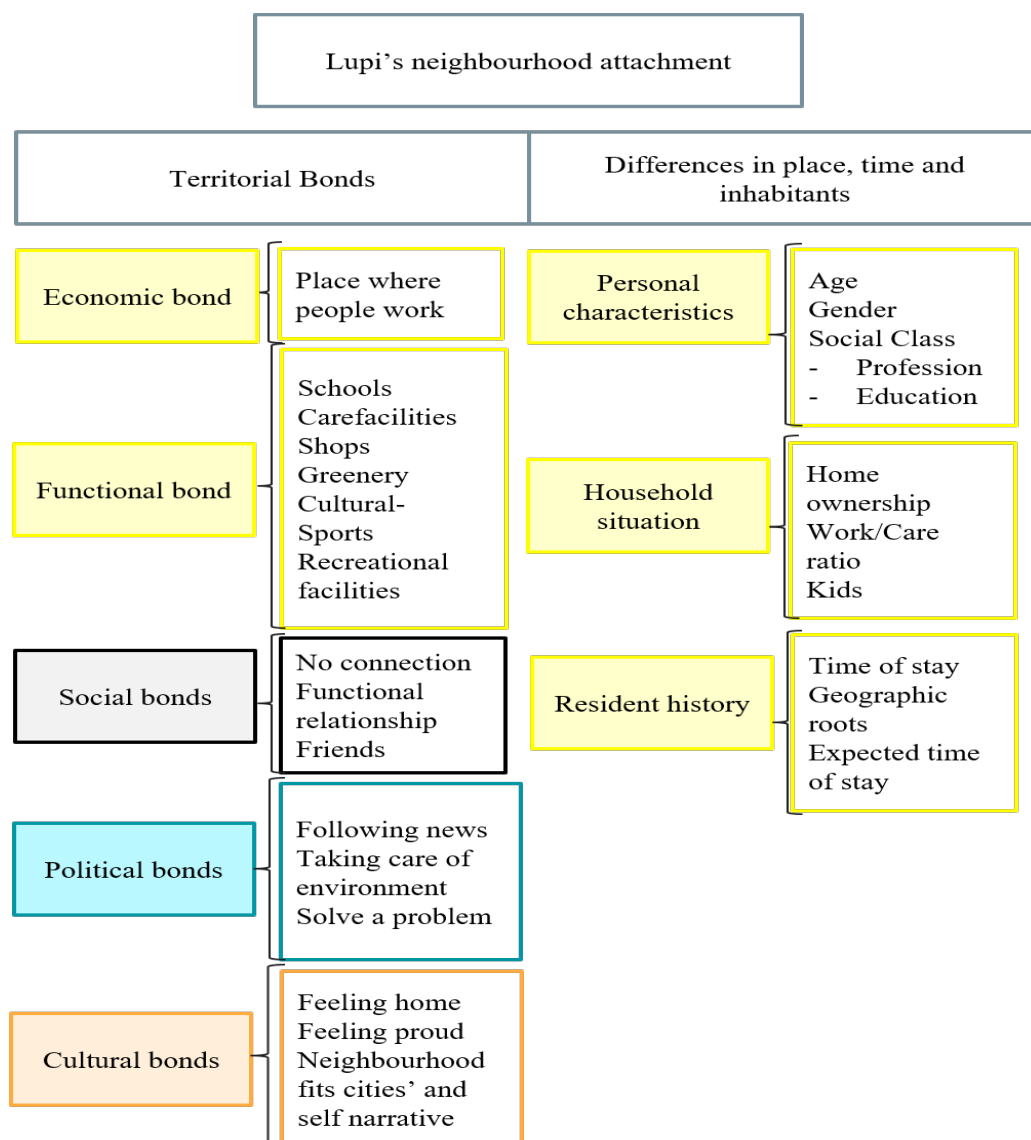 Lupi’s neighbourhood attachment
Territorial Bonds
Differences in place, time and
inhabitants
Economic bond
Place where
people work
Functional bond
Schools
Carefacilities
Shops
Greenery
Cultural-
Sports
Recreational
facilities
Social bonds
No connection
Functional
relationship
Friends
Political bonds
Following news
Taking care of
environment
Solve a problem
Cultural bonds
Feeling home
Feeling proud
Neighbourhood
fits cities’ and
self narrative
Personal
characteristics
Age
Gender
Social Class
- Profession
- Education
Household
situation
Home
ownership
Work/Care
ratio
Kids
Resident history
Time of stay
Geographic
roots
Expected time
of stay